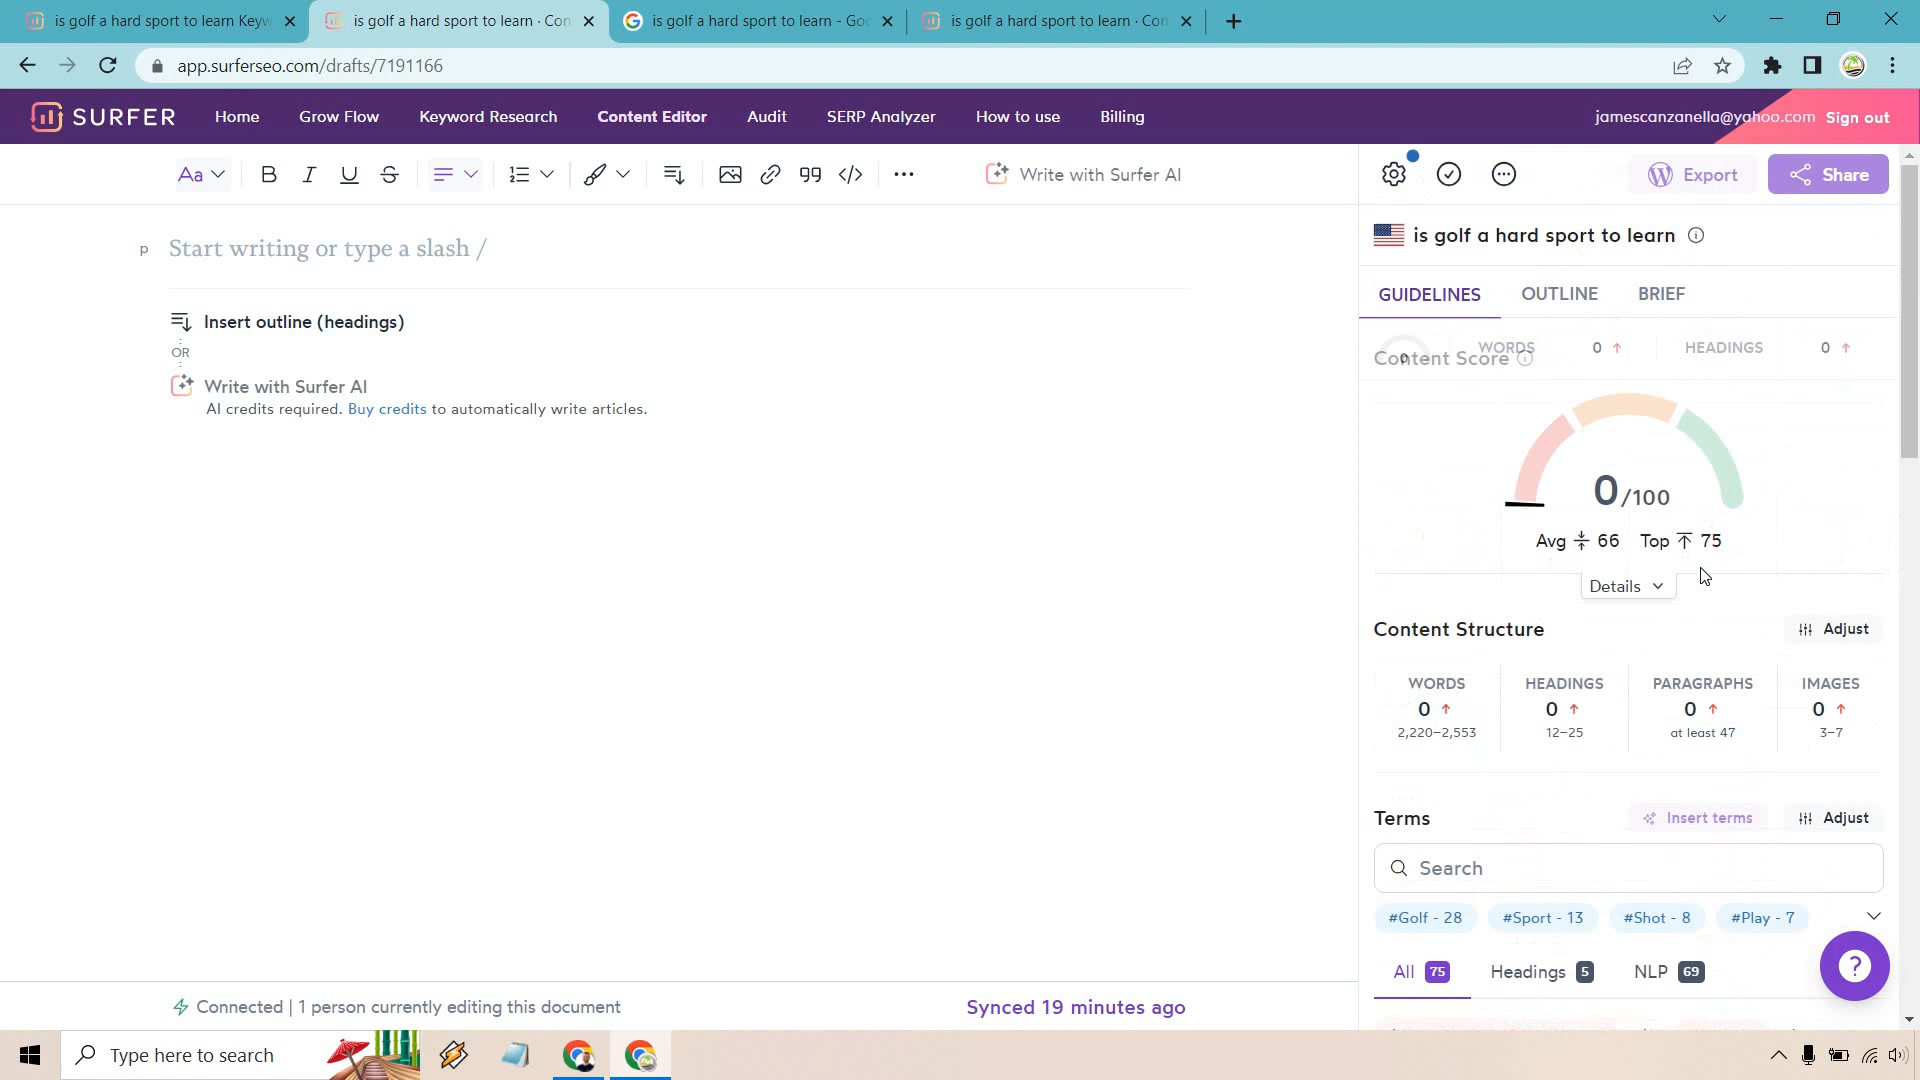 is golf a hard sport to learn Keyw
is golf a hard sport to learn · Con
is golf a hard sport to learn - Goo
is golf a hard sport to learn · Con
app.surferseo.com/drafts/7191166
SURFER
Home
Grow Flow
Keyword Research
Content Editor
Audit
SERP Analyzer
How to use
Billing
jamescanzanella@yahoo.com
Sign out
Aa
Write with Surfer AI
Export
Share
p
Start writing or type a slash /
Insert outline (headings)
OR
Write with Surfer AI
AI credits required. Buy credits to automatically write articles.
is golf a hard sport to learn
GUIDELINES OUTLINE BRIEF
0 WORDS 0 HEADINGS 0
Content Score
0/100
Avg 66 Top 75
Details
Content Structure
Adjust
WORDS HEADINGS PARAGRAPHS IMAGES
0 0 0 0
2,220–2,553 12–25 at least 47 3–7
Terms
Insert terms
Adjust
Search
#Golf - 28 #Sport - 13 #Shot - 8 #Play - 7
All 75 Headings 5 NLP 69
?
Connected | 1 person currently editing this document
Synced 19 minutes ago
Type here to search